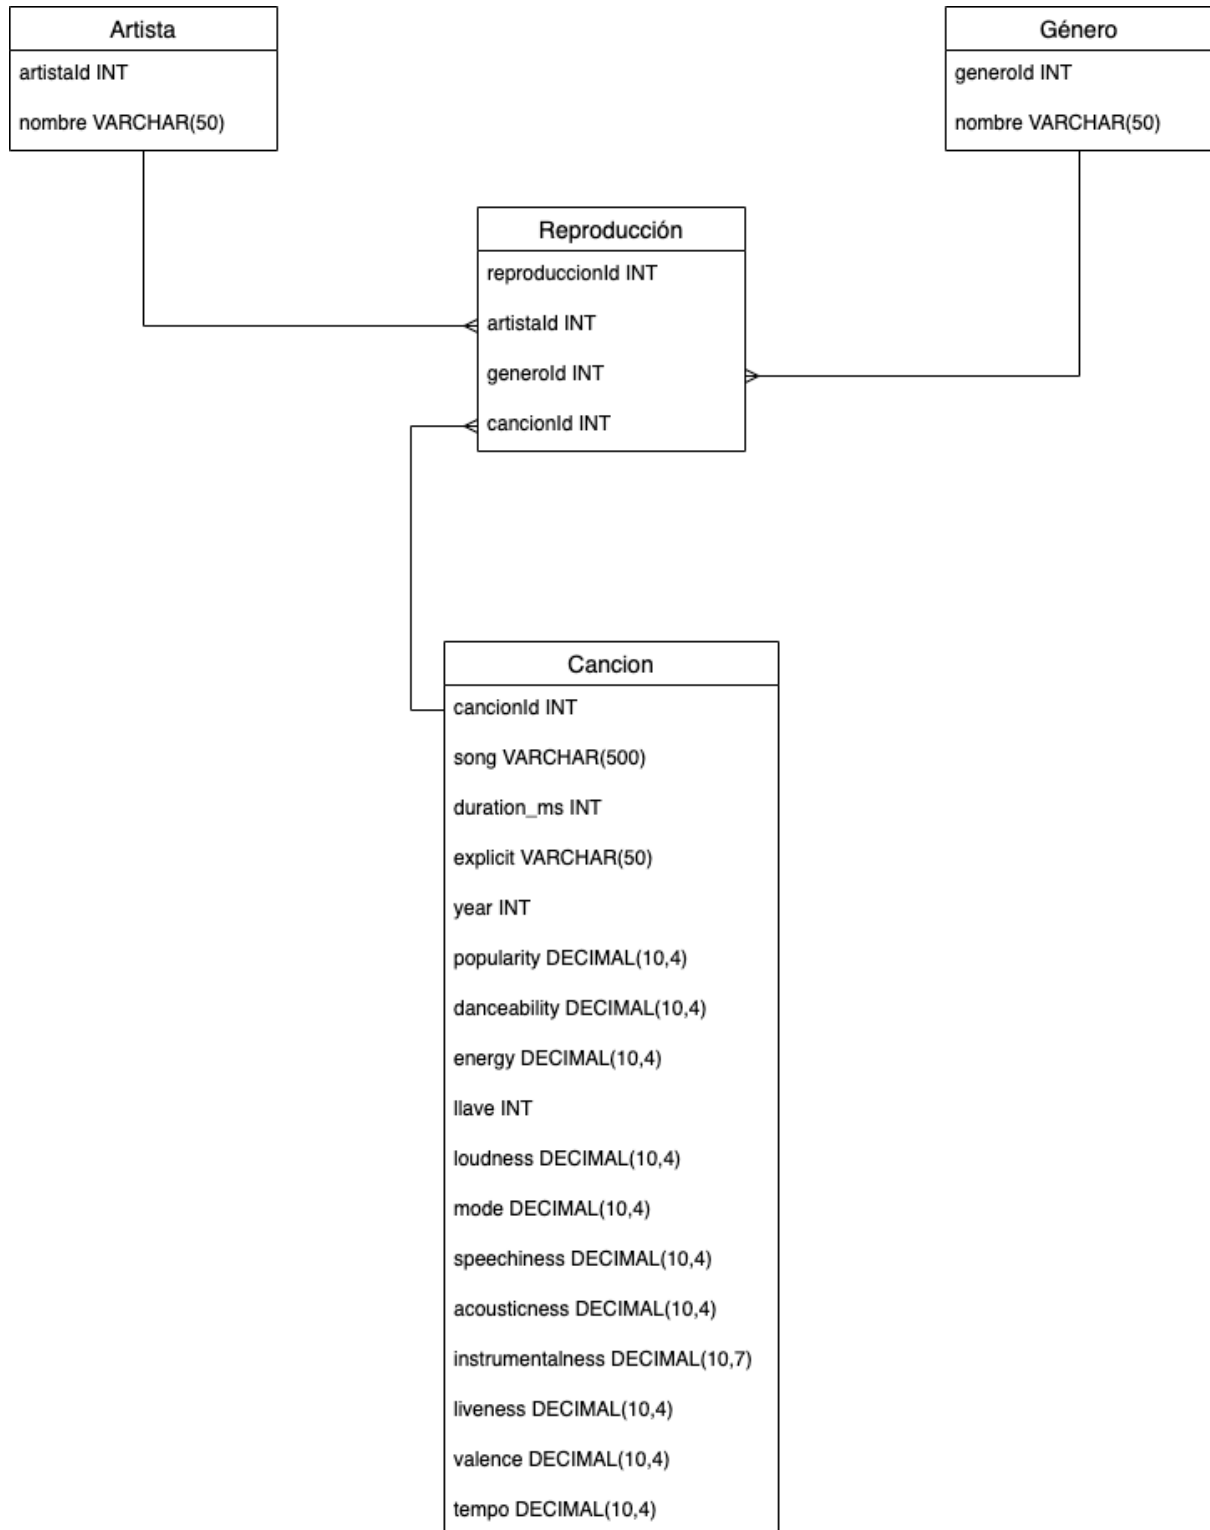 Artista
artistaId INT
nombre VARCHAR(50)
Género
generoId INT
nombre VARCHAR(50)
Reproducción
reproduccionId INT
artistaId INT
generoId INT
cancionId INT
Cancion
cancionId INT
song VARCHAR(500)
duration_ms INT
explicit VARCHAR(50)
year INT
popularity DECIMAL(10,4)
danceability DECIMAL(10,4)
energy DECIMAL(10,4)
llave INT
loudness DECIMAL(10,4)
mode DECIMAL(10,4)
speechiness DECIMAL(10,4)
acousticness DECIMAL(10,4)
instrumentalness DECIMAL(10,7)
liveness DECIMAL(10,4)
valence DECIMAL(10,4)
tempo DECIMAL(10,4)